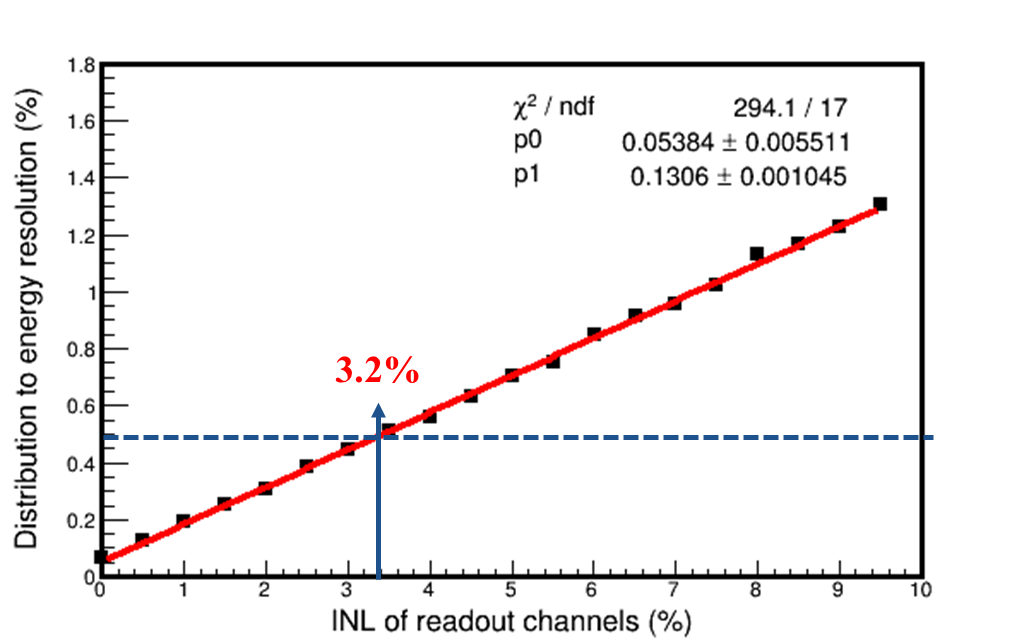 Distribution to energy resolution (%)
1.8
1.6
1.4
1.2
1
0.8
0.6
0.4
0.2
0
χ² / ndf 294.1 / 17
p0 0.05384 ± 0.005511
p1 0.1306 ± 0.001045
3.2%
0 1 2 3 4 5 6 7 8 9 10
INL of readout channels (%)